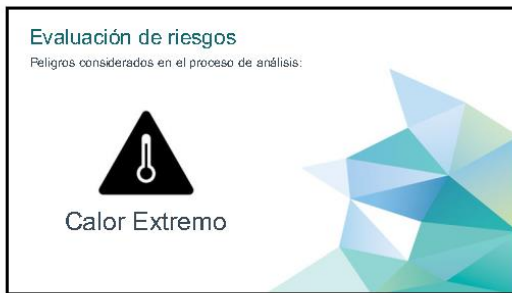 Evaluación de riesgos
Peligros considerados en el proceso de análisis:
Calor Extremo